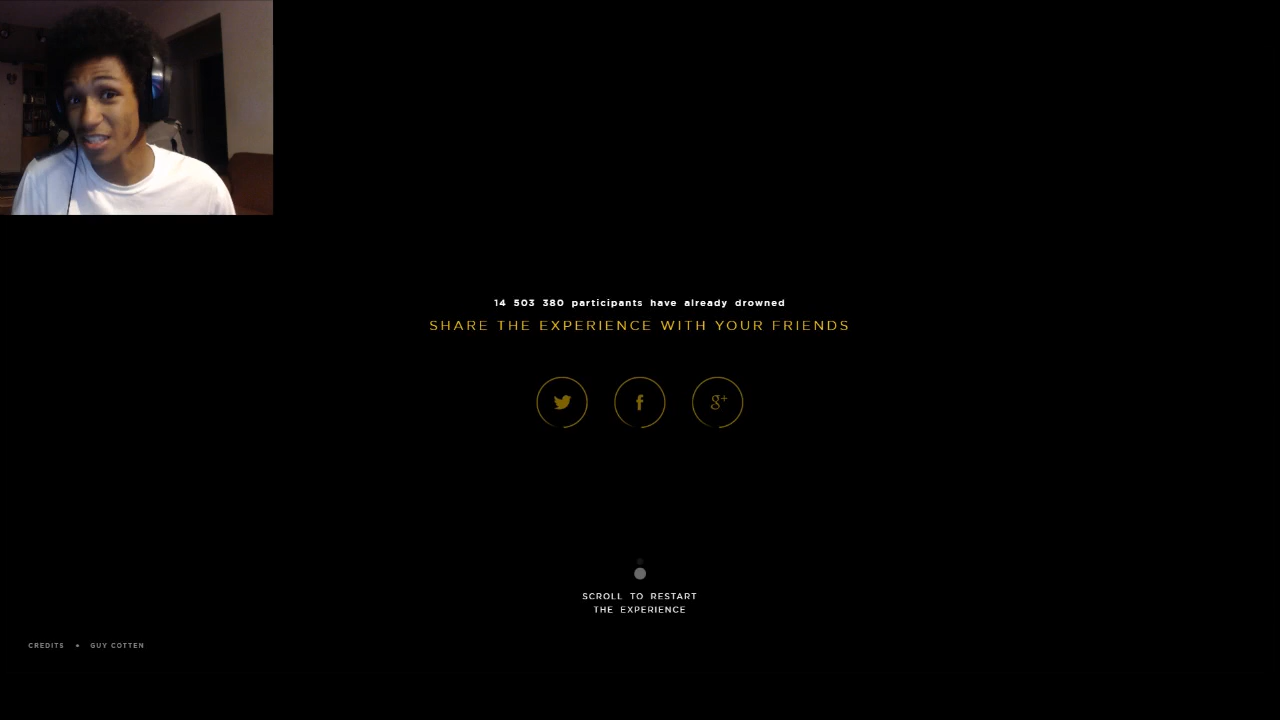 14 503 380 participants have already drowned
SHARE THE EXPERIENCE WITH YOUR FRIENDS
SCROLL TO RESTART
THE EXPERIENCE
CREDITS • GUY COTTEN